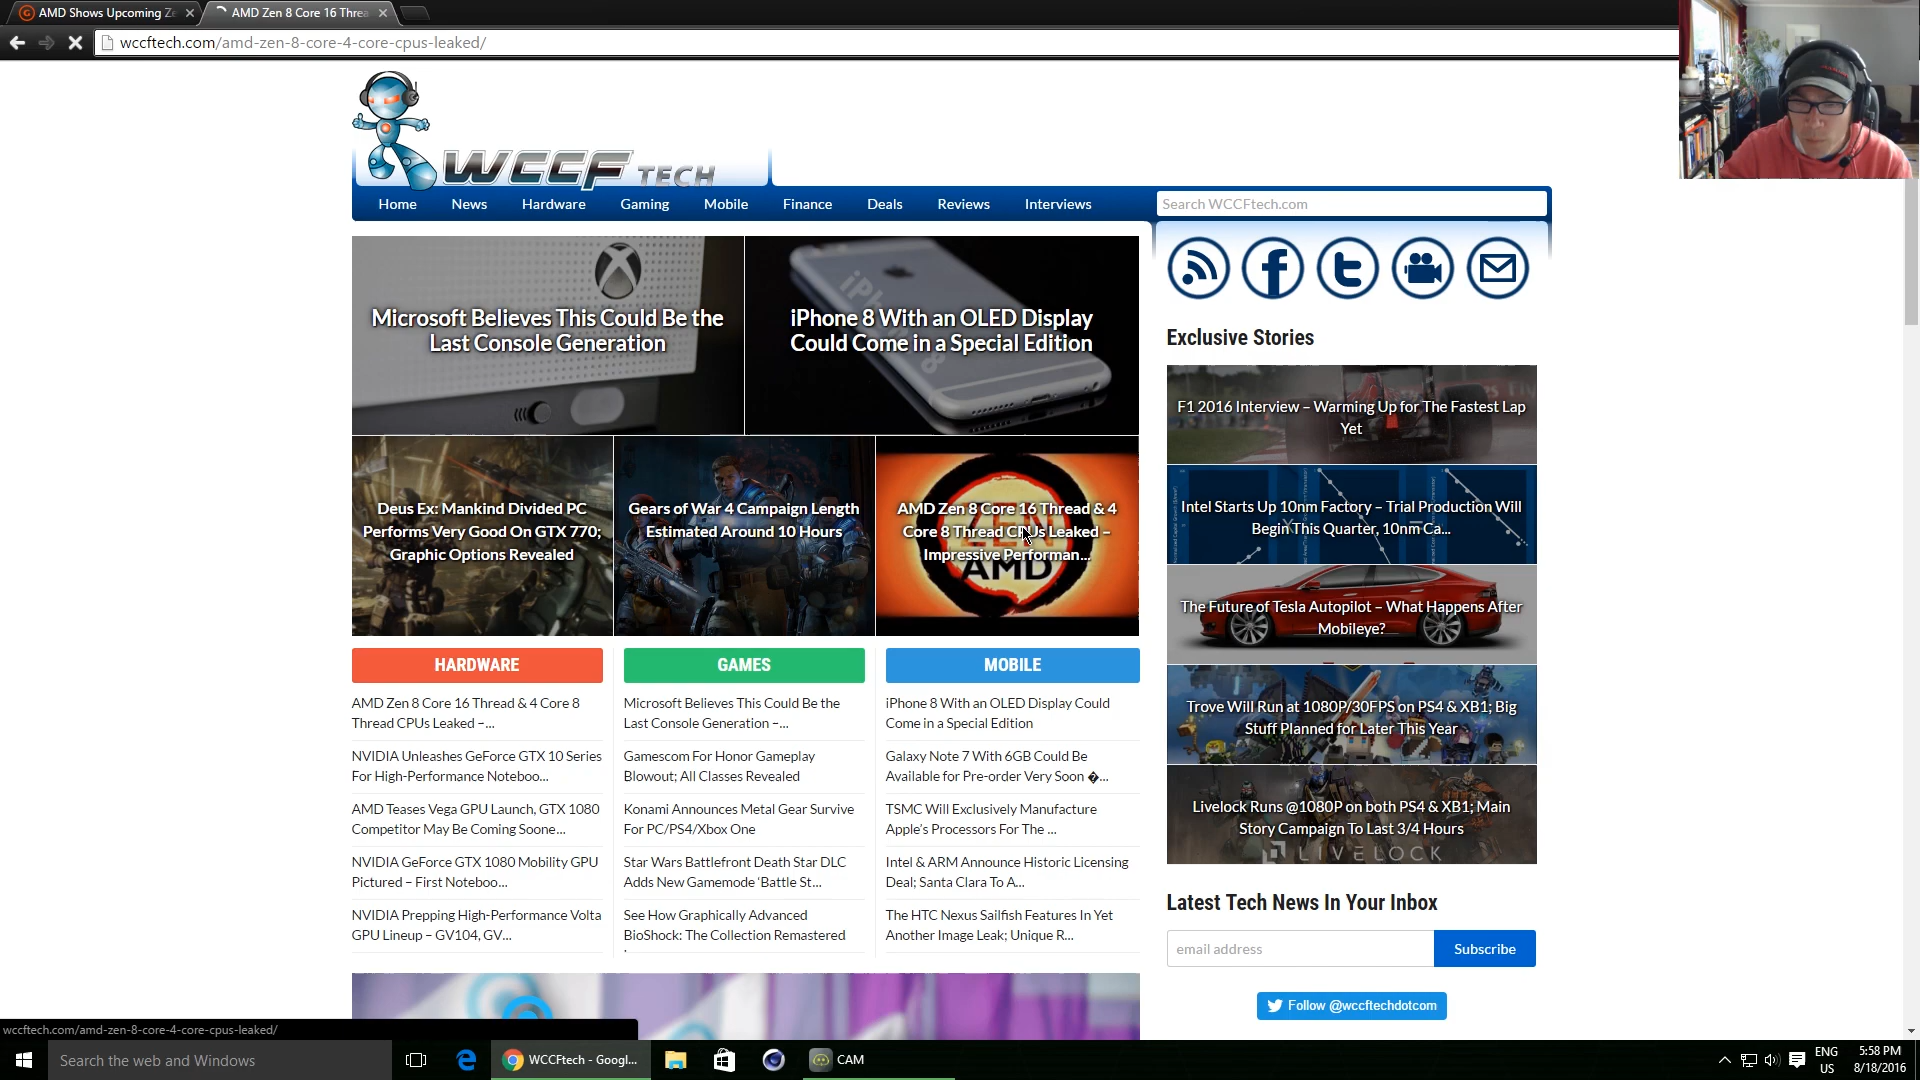 AMD Shows Upcoming Ze
AMD Zen 8 Core 16 Threa
wccftech.com/amd-zen-8-core-4-core-cpus-leaked/
WCCF TECH
Home
News
Hardware
Gaming
Mobile
Finance
Deals
Reviews
Interviews
Search WCCFtech.com
Microsoft Believes This Could Be the
Last Console Generation
iPhone 8 With an OLED Display
Could Come in a Special Edition
Deus Ex: Mankind Divided PC
Performs Very Good On GTX 770;
Graphic Options Revealed
Gears of War 4 Campaign Length
Estimated Around 10 Hours
AMD Zen 8 Core 16 Thread & 4
Core 8 Thread CPUs Leaked –
Impressive Performan...
ZEN
AMD
Exclusive Stories
F1 2016 Interview – Warming Up for The Fastest Lap
Yet
Intel Starts Up 10nm Factory – Trial Production Will
Begin This Quarter, 10nm Ca...
The Future of Tesla Autopilot – What Happens After
Mobileye?
Trove Will Run at 1080P/30FPS on PS4 & XB1; Big
Stuff Planned for Later This Year
Livelock Runs @1080P on both PS4 & XB1; Main
Story Campaign To Last 3/4 Hours
LIVELOCK
HARDWARE
AMD Zen 8 Core 16 Thread & 4 Core 8
Thread CPUs Leaked –...
NVIDIA Unleashes GeForce GTX 10 Series
For High-Performance Noteboo...
AMD Teases Vega GPU Launch, GTX 1080
Competitor May Be Coming Soone...
NVIDIA GeForce GTX 1080 Mobility GPU
Pictured – First Noteboo...
NVIDIA Prepping High-Performance Volta
GPU Lineup – GV104, GV...
GAMES
Microsoft Believes This Could Be the
Last Console Generation –...
Gamescom For Honor Gameplay
Blowout; All Classes Revealed
Konami Announces Metal Gear Survive
For PC/PS4/Xbox One
Star Wars Battlefront Death Star DLC
Adds New Gamemode ‘Battle St...
See How Graphically Advanced
BioShock: The Collection Remastered
MOBILE
iPhone 8 With an OLED Display Could
Come in a Special Edition
Galaxy Note 7 With 6GB Could Be
Available for Pre-order Very Soon �...
TSMC Will Exclusively Manufacture
Apple’s Processors For The ...
Intel & ARM Announce Historic Licensing
Deal; Santa Clara To A...
The HTC Nexus Sailfish Features In Yet
Another Image Leak; Unique R...
Latest Tech News In Your Inbox
email address
Subscribe
Follow @wccftechdotcom
wccftech.com/amd-zen-8-core-4-core-cpus-leaked/
Search the web and Windows
WCCFtech - Googl...
CAM
ENG
US
5:58 PM
8/18/2016